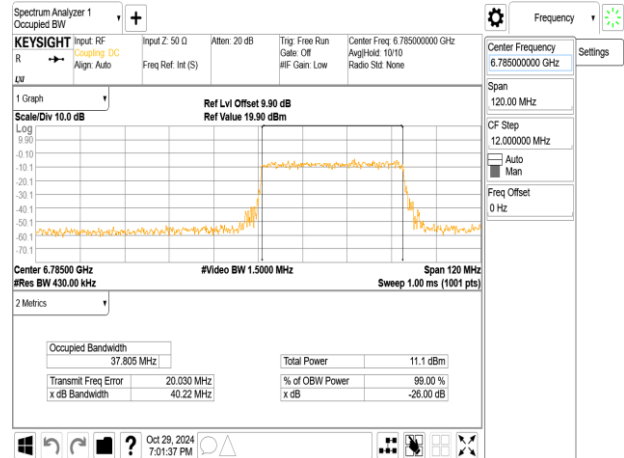 Spectrum Analyzer 1
Occupied BW
Frequency
KEYSIGHT
R
Input: RF
Coupling: DC
Align: Auto
Input Z: 50 Ω
Freq Ref: Int (S)
Atten: 20 dB
Trig: Free Run
Gate: Off
#IF Gain: Low
Center Freq: 6.785000000 GHz
Avg|Hold: 10/10
Radio Std: None
Center Frequency
6.785000000 GHz
Settings
Span
120.00 MHz
CF Step
12.000000 MHz
Auto
Man
Freq Offset
0 Hz
1 Graph
Scale/Div 10.0 dB
Ref Lvl Offset 9.90 dB
Ref Value 19.90 dBm
Log
9.90
-0.10
-10.1
-20.1
-30.1
-40.1
-50.1
-60.1
-70.1
Center 6.78500 GHz
#Video BW 1.5000 MHz
Span 120 MHz
#Res BW 430.00 kHz
Sweep 1.00 ms (1001 pts)
2 Metrics
Occupied Bandwidth
37.805 MHz
Total Power 11.1 dBm
Transmit Freq Error 20.030 MHz
% of OBW Power 99.00 %
x dB Bandwidth 40.22 MHz
x dB -26.00 dB
?
Oct 29, 2024
7:01:37 PM